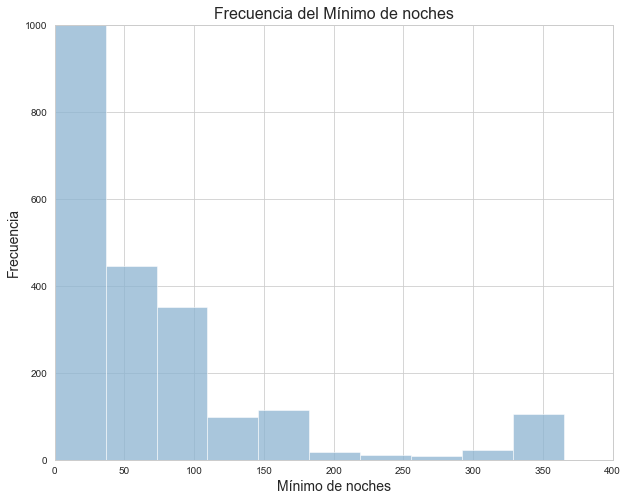 Frecuencia del Mínimo de noches
1000
800
600
400
200
0
Frecuencia
0 50 100 150 200 250 300 350 400
Mínimo de noches